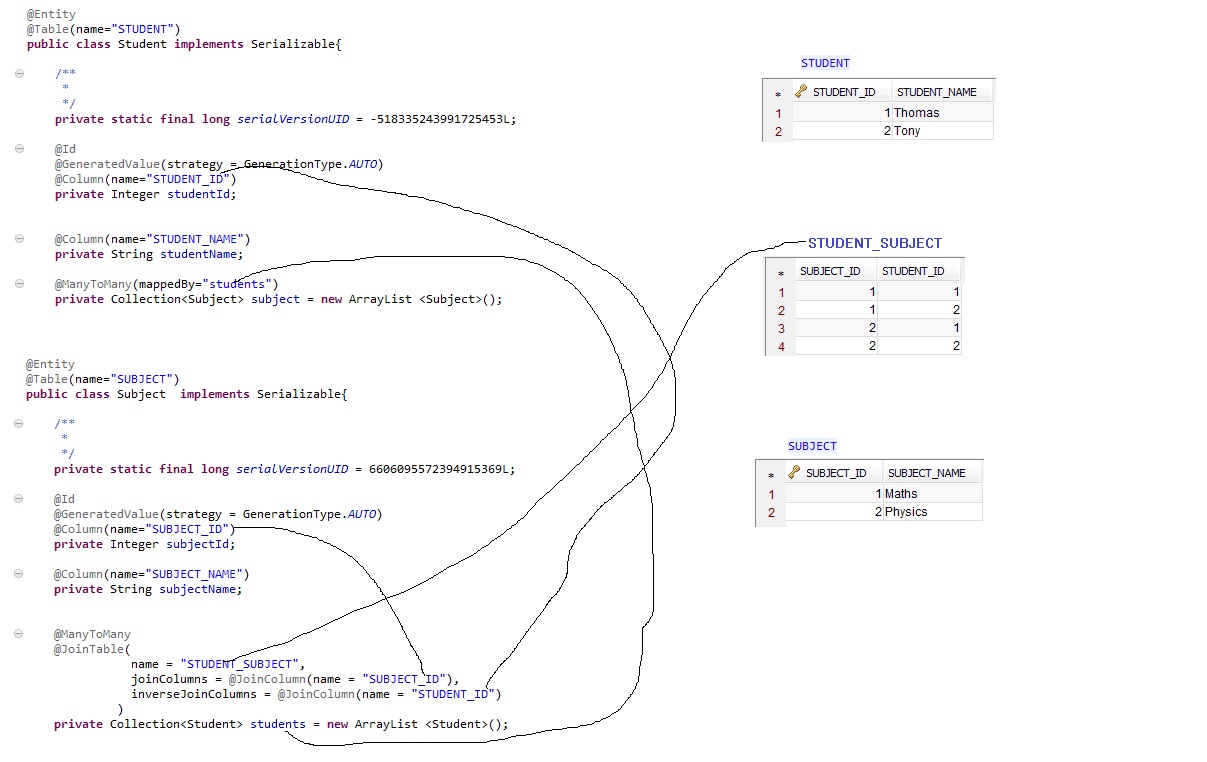 @Entity
@Table(name="STUDENT")
public class Student implements Serializable{
/**
*
*/
private static final long serialVersionUID = -518335243991725453L;
@Id
@GeneratedValue(strategy = GenerationType.AUTO)
@Column(name="STUDENT_ID")
private Integer studentId;
@Column(name="STUDENT_NAME")
private String studentName;
@ManyToMany(mappedBy="students")
private Collection<Subject> subject = new ArrayList <Subject>();
@Entity
@Table(name="SUBJECT")
public class Subject  implements Serializable{
/**
*
*/
private static final long serialVersionUID = 6606095572394915369L;
@Id
@GeneratedValue(strategy = GenerationType.AUTO)
@Column(name="SUBJECT_ID")
private Integer subjectId;
@Column(name="SUBJECT_NAME")
private String subjectName;
@ManyToMany
@JoinTable(
name = "STUDENT_SUBJECT",
joinColumns = @JoinColumn(name = "SUBJECT_ID"),
inverseJoinColumns = @JoinColumn(name = "STUDENT_ID")
)
private Collection<Student> students = new ArrayList <Student>();
STUDENT
* STUDENT_ID STUDENT_NAME
1 1 Thomas
2 2 Tony
STUDENT_SUBJECT
* SUBJECT_ID STUDENT_ID
1 1 1
2 1 2
3 2 1
4 2 2
SUBJECT
* SUBJECT_ID SUBJECT_NAME
1 1 Maths
2 2 Physics